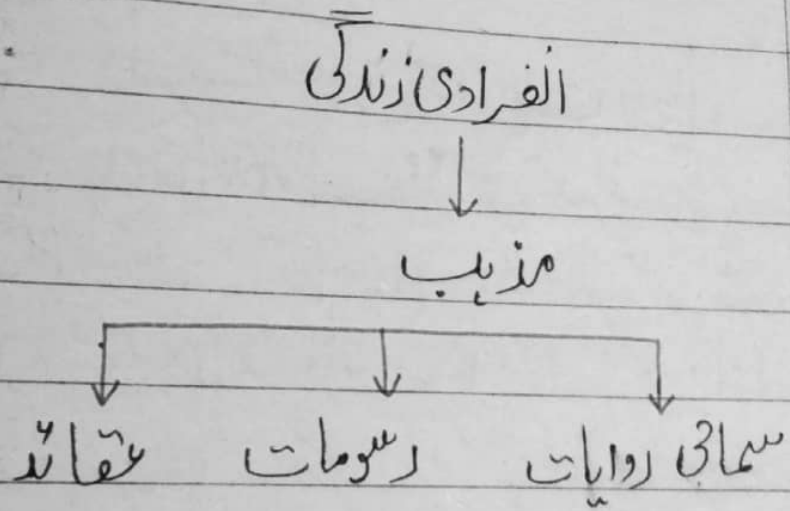 انفرادی زندگی
مذہب
سماجی روایات رسومات عقائد